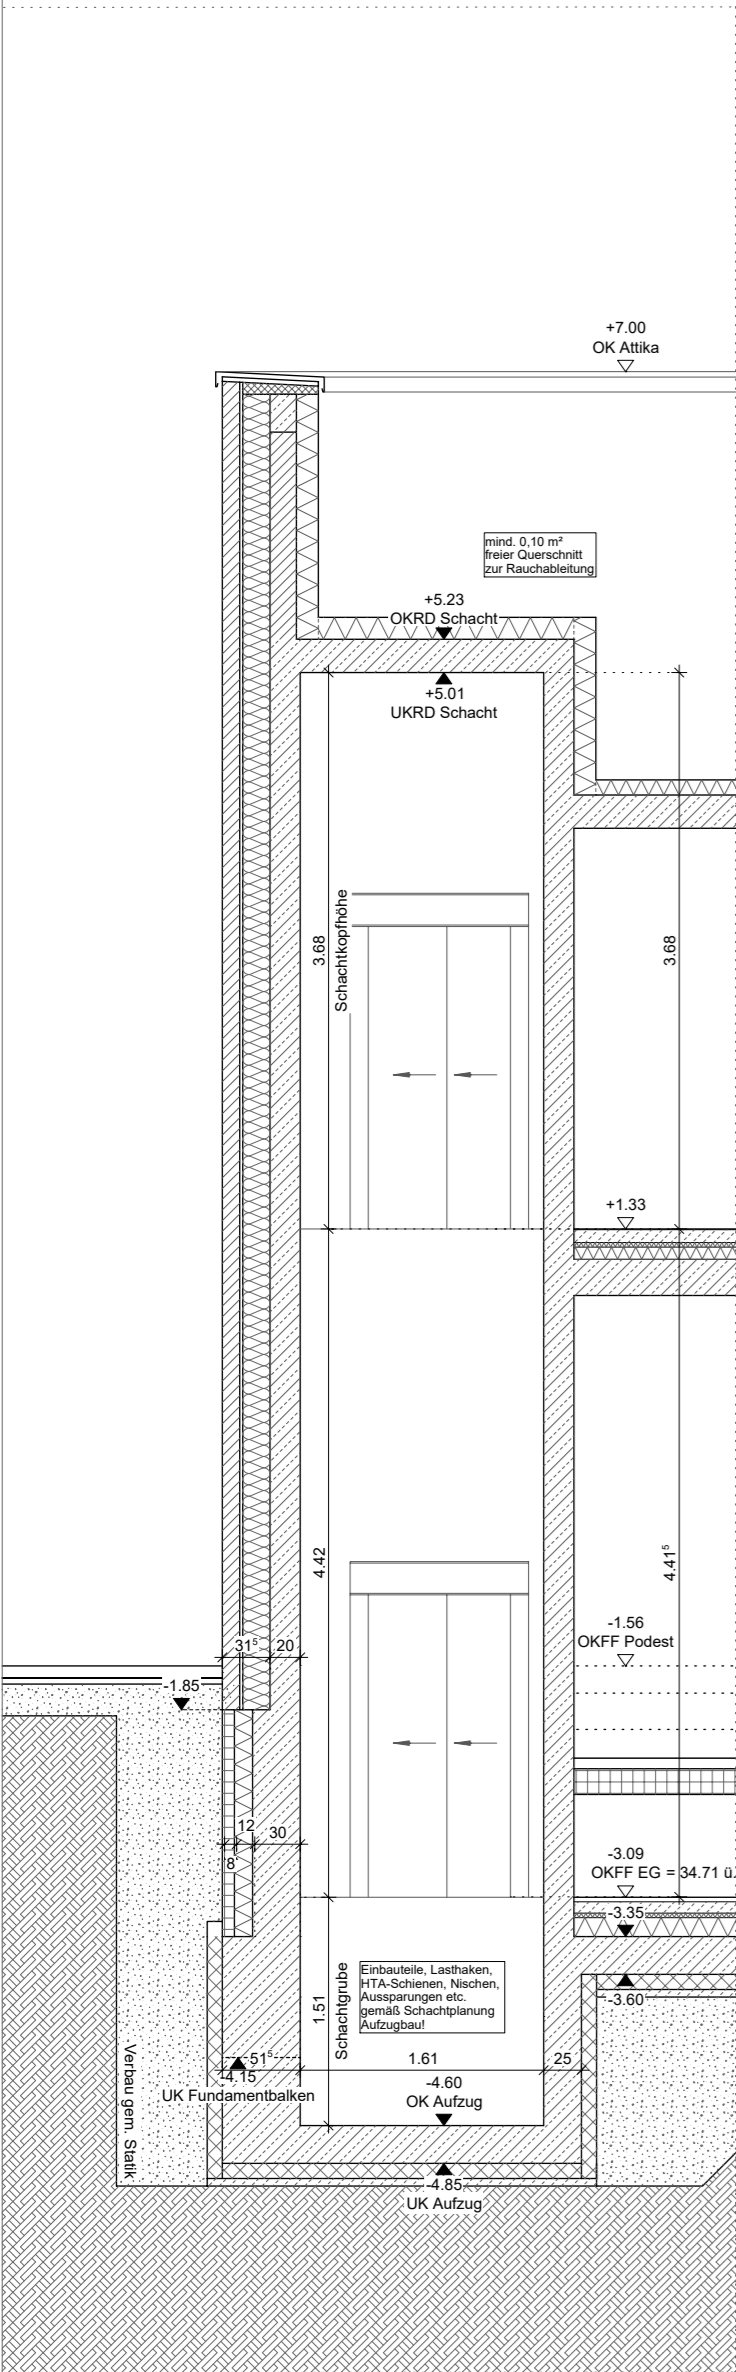 +7.00
OK Attika
mind. 0,10 m²
freier Querschnitt
zur Rauchableitung
+5.23
OKRD Schacht
+5.01
UKRD Schacht
3.68
Schachtkopfhöhe
3.68
+1.33
4.42
4.41⁵
-1.56
OKFF Podest
31⁵
20
-1.85
12
30
8
-3.09
OKFF EG = 34.71 ü.
-3.35
-3.60
1.51
Schachtgrube
Einbauteile, Lasthaken,
HTA-Schienen, Nischen,
Aussparungen etc.
gemäß Schachtplanung
Aufzugbau!
51⁵
1.61
25
-4.15
UK Fundamentbalken
-4.60
OK Aufzug
Verbau gem. Statik
-4.85
UK Aufzug